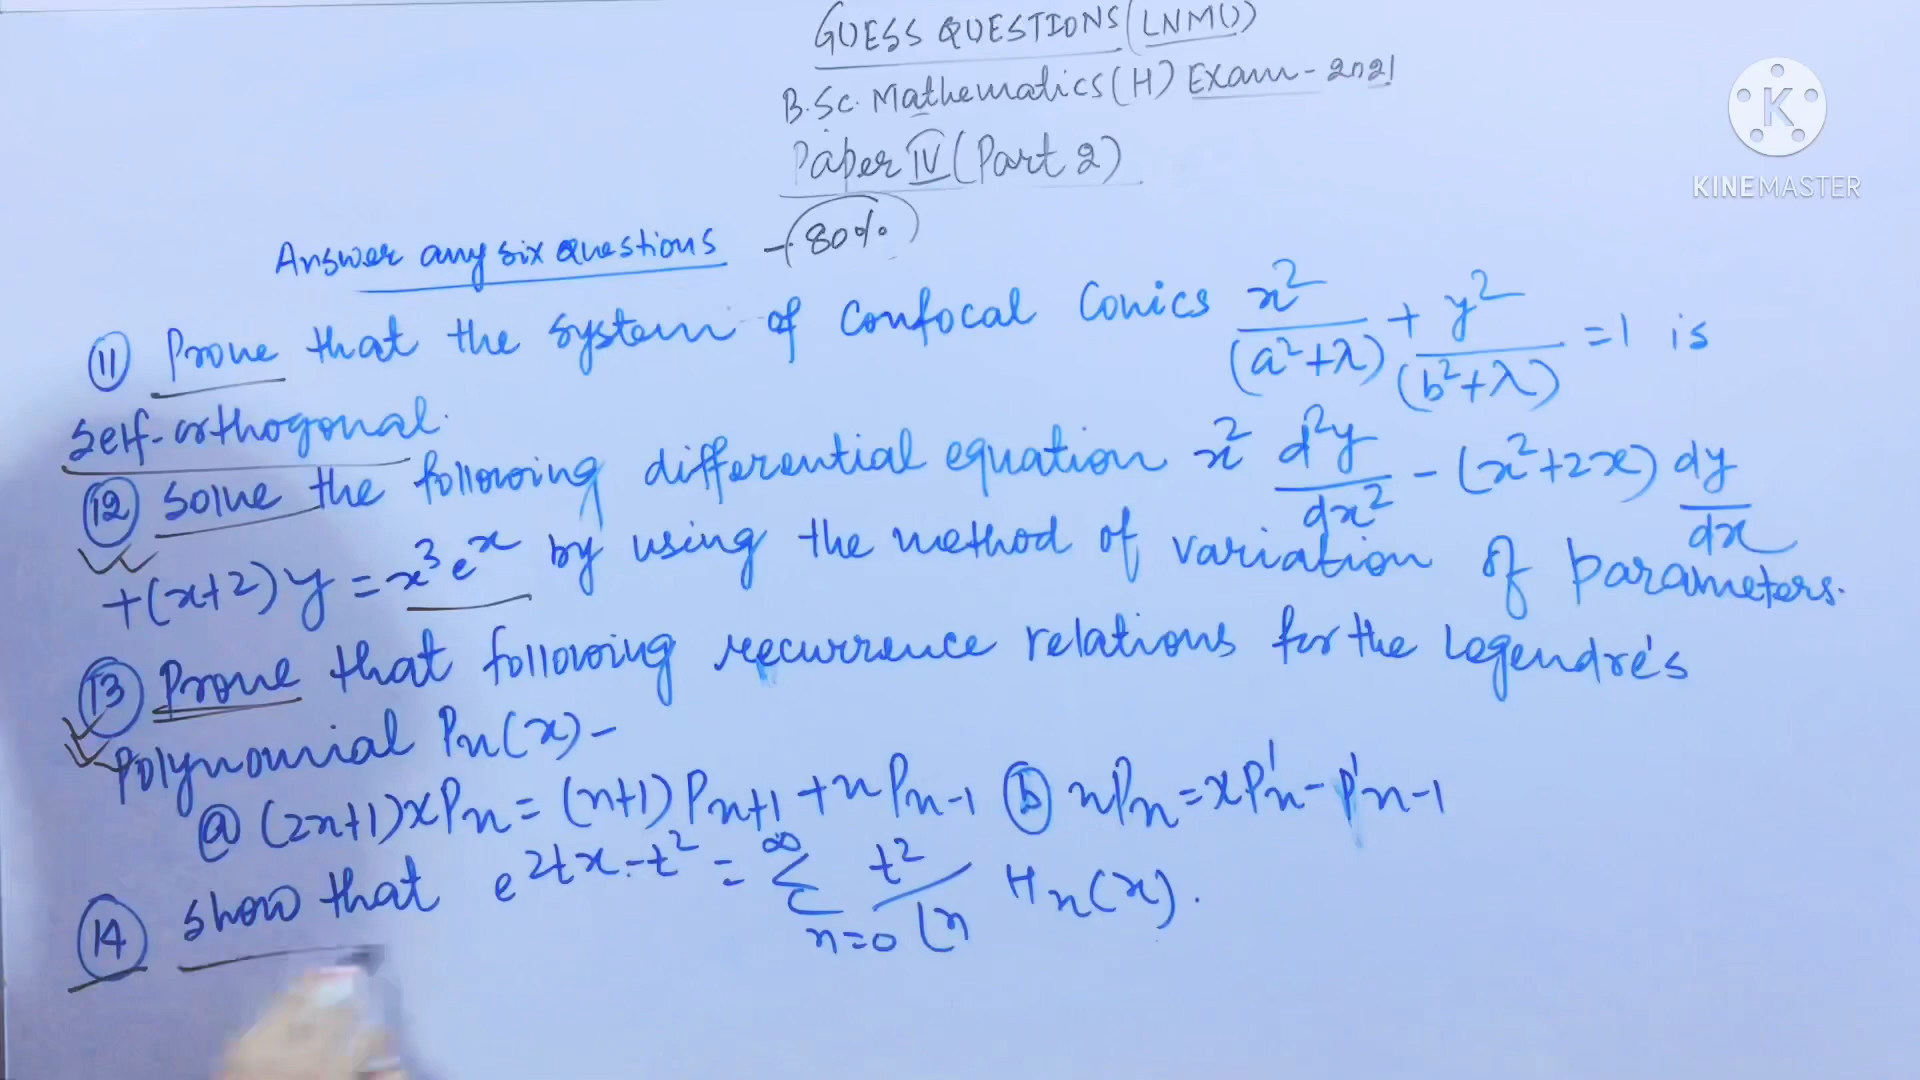 GUESS QUESTIONS (LNMU)
B.Sc. Mathematics (H) Exam - 2021
Paper IV (Part 2)
KINEMASTER
Answer any six questions - (80%)
(11) Prove that the system of Confocal Conics x²/(a²+λ) + y²/(b²+λ) = 1 is
self-orthogonal.
(12) Solve the following differential equation x² d²y/dx² - (x²+2x) dy/dx
+(x+2)y = x³eˣ by using the method of variation of parameters.
(13) Prove that following recurrence relations for the Legendre's
Polynomial Pn(x) -
(a) (2n+1)xPn = (n+1)Pn+1 + nPn-1 (b) nPn = xP'n - P'n-1
(14) Show that e^(2tx-t²) = ∞Σn=0 t²/⌊n Hn(x).